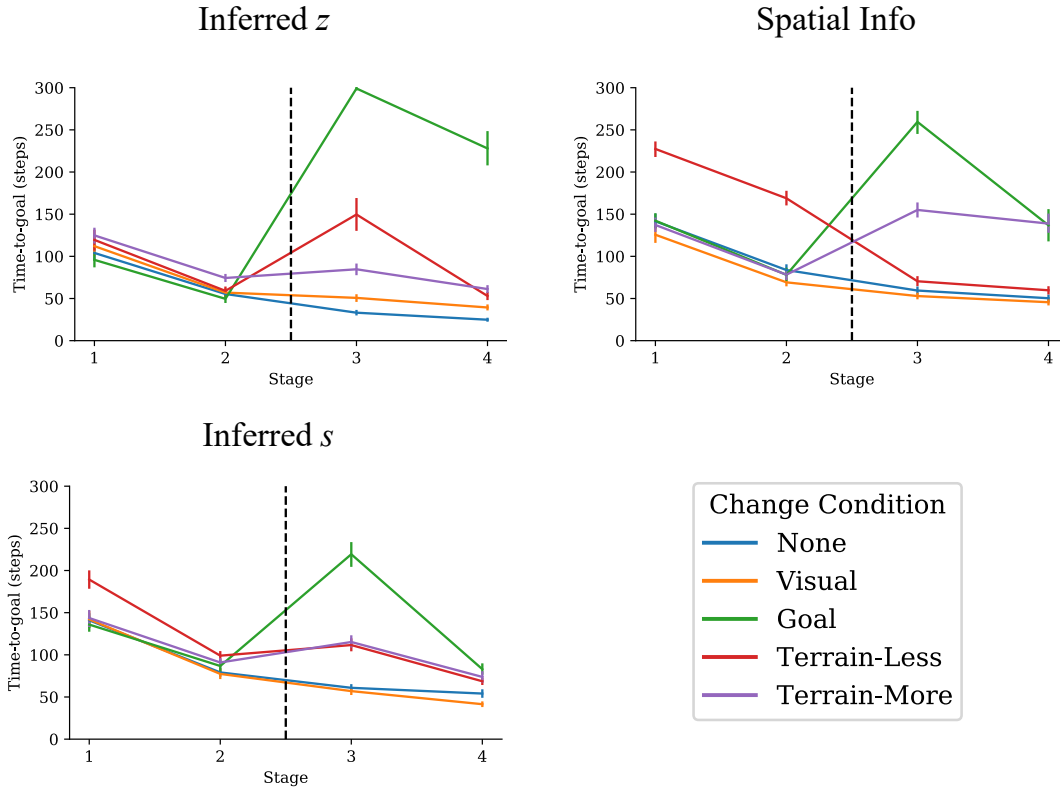 Inferred z
Spatial Info
300
250
200
150
100
50
0
Time-to-goal (steps)
1 2 3 4
Stage
300
250
200
150
100
50
0
Time-to-goal (steps)
1 2 3 4
Stage
Inferred s
300
250
200
150
100
50
0
Time-to-goal (steps)
1 2 3 4
Stage
Change Condition
None
Visual
Goal
Terrain-Less
Terrain-More